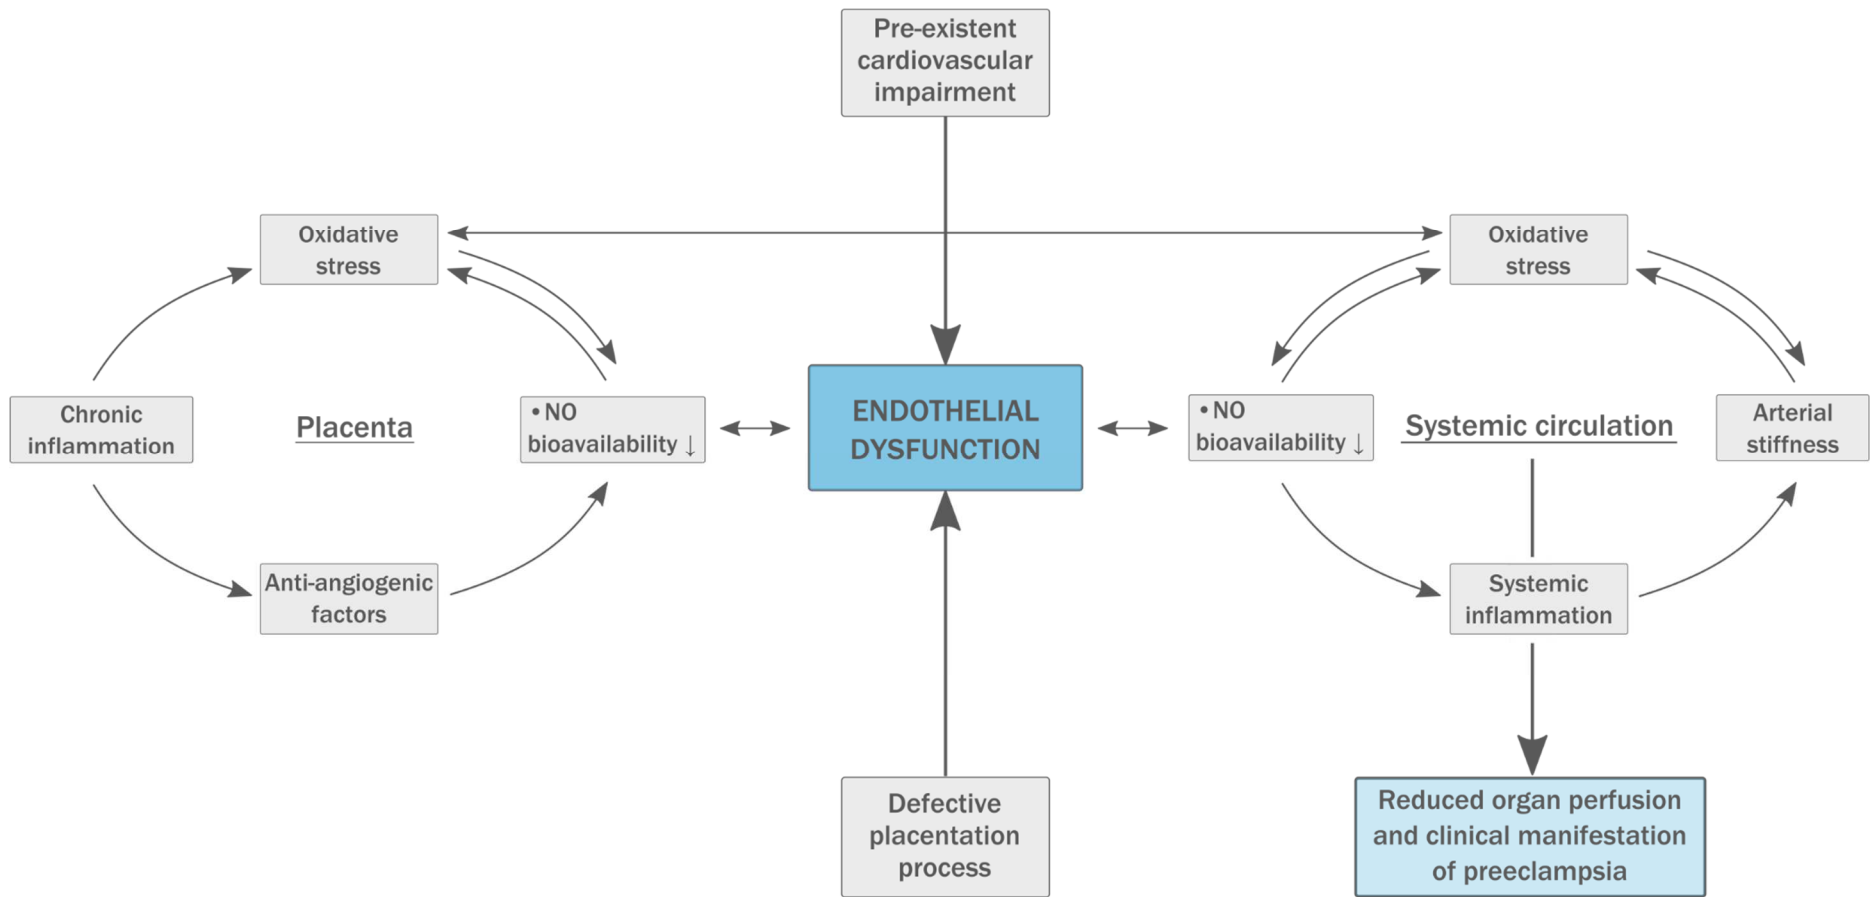 Pre-existent
cardiovascular
impairment
Oxidative
stress
Oxidative
stress
Chronic
inflammation
Placenta
•NO
bioavailability ↓
ENDOTHELIAL
DYSFUNCTION
•NO
bioavailability ↓
Systemic circulation
Arterial
stiffness
Anti-angiogenic
factors
Systemic
inflammation
Defective
placentation
process
Reduced organ perfusion
and clinical manifestation
of preeclampsia